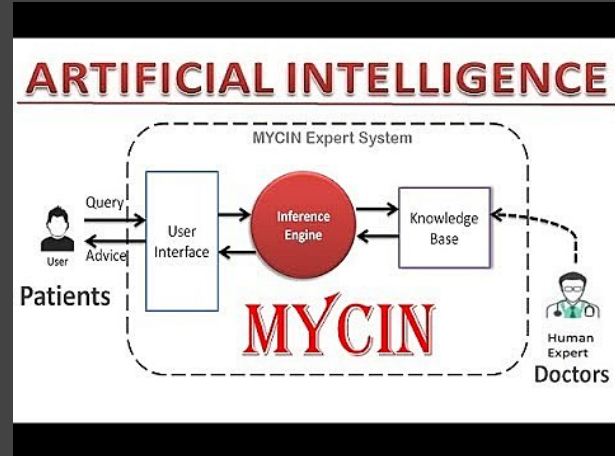 ARTIFICIAL INTELLIGENCE
MYCIN Expert System
Query
Advice
User
Patients
User
Interface
Inference
Engine
Knowledge
Base
MYCIN
Human
Expert
Doctors